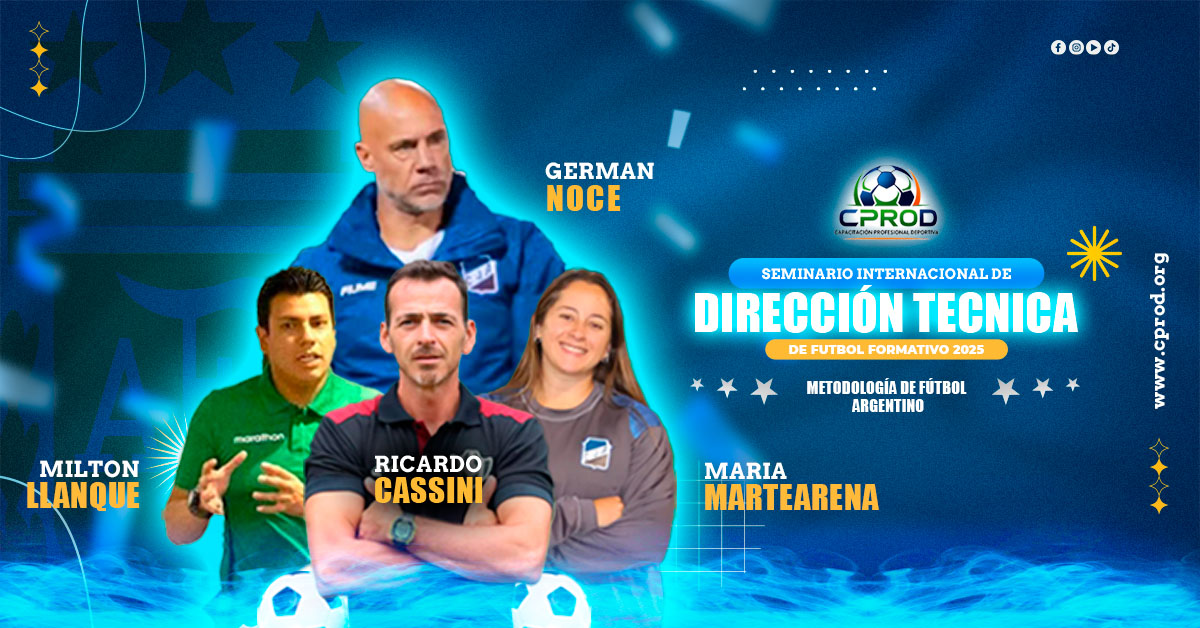 GERMAN
NOCE
CPROD
CAPACITACIÓN PROFESIONAL DEPORTIVA
SEMINARIO INTERNACIONAL DE
DIRECCIÓN TECNICA
DE FUTBOL FORMATIVO 2025
METODOLOGÍA DE FÚTBOL
ARGENTINO
www.cprod.org
marathon
MILTON
LLANQUE
RICARDO
CASSINI
MARIA
MARTEARENA